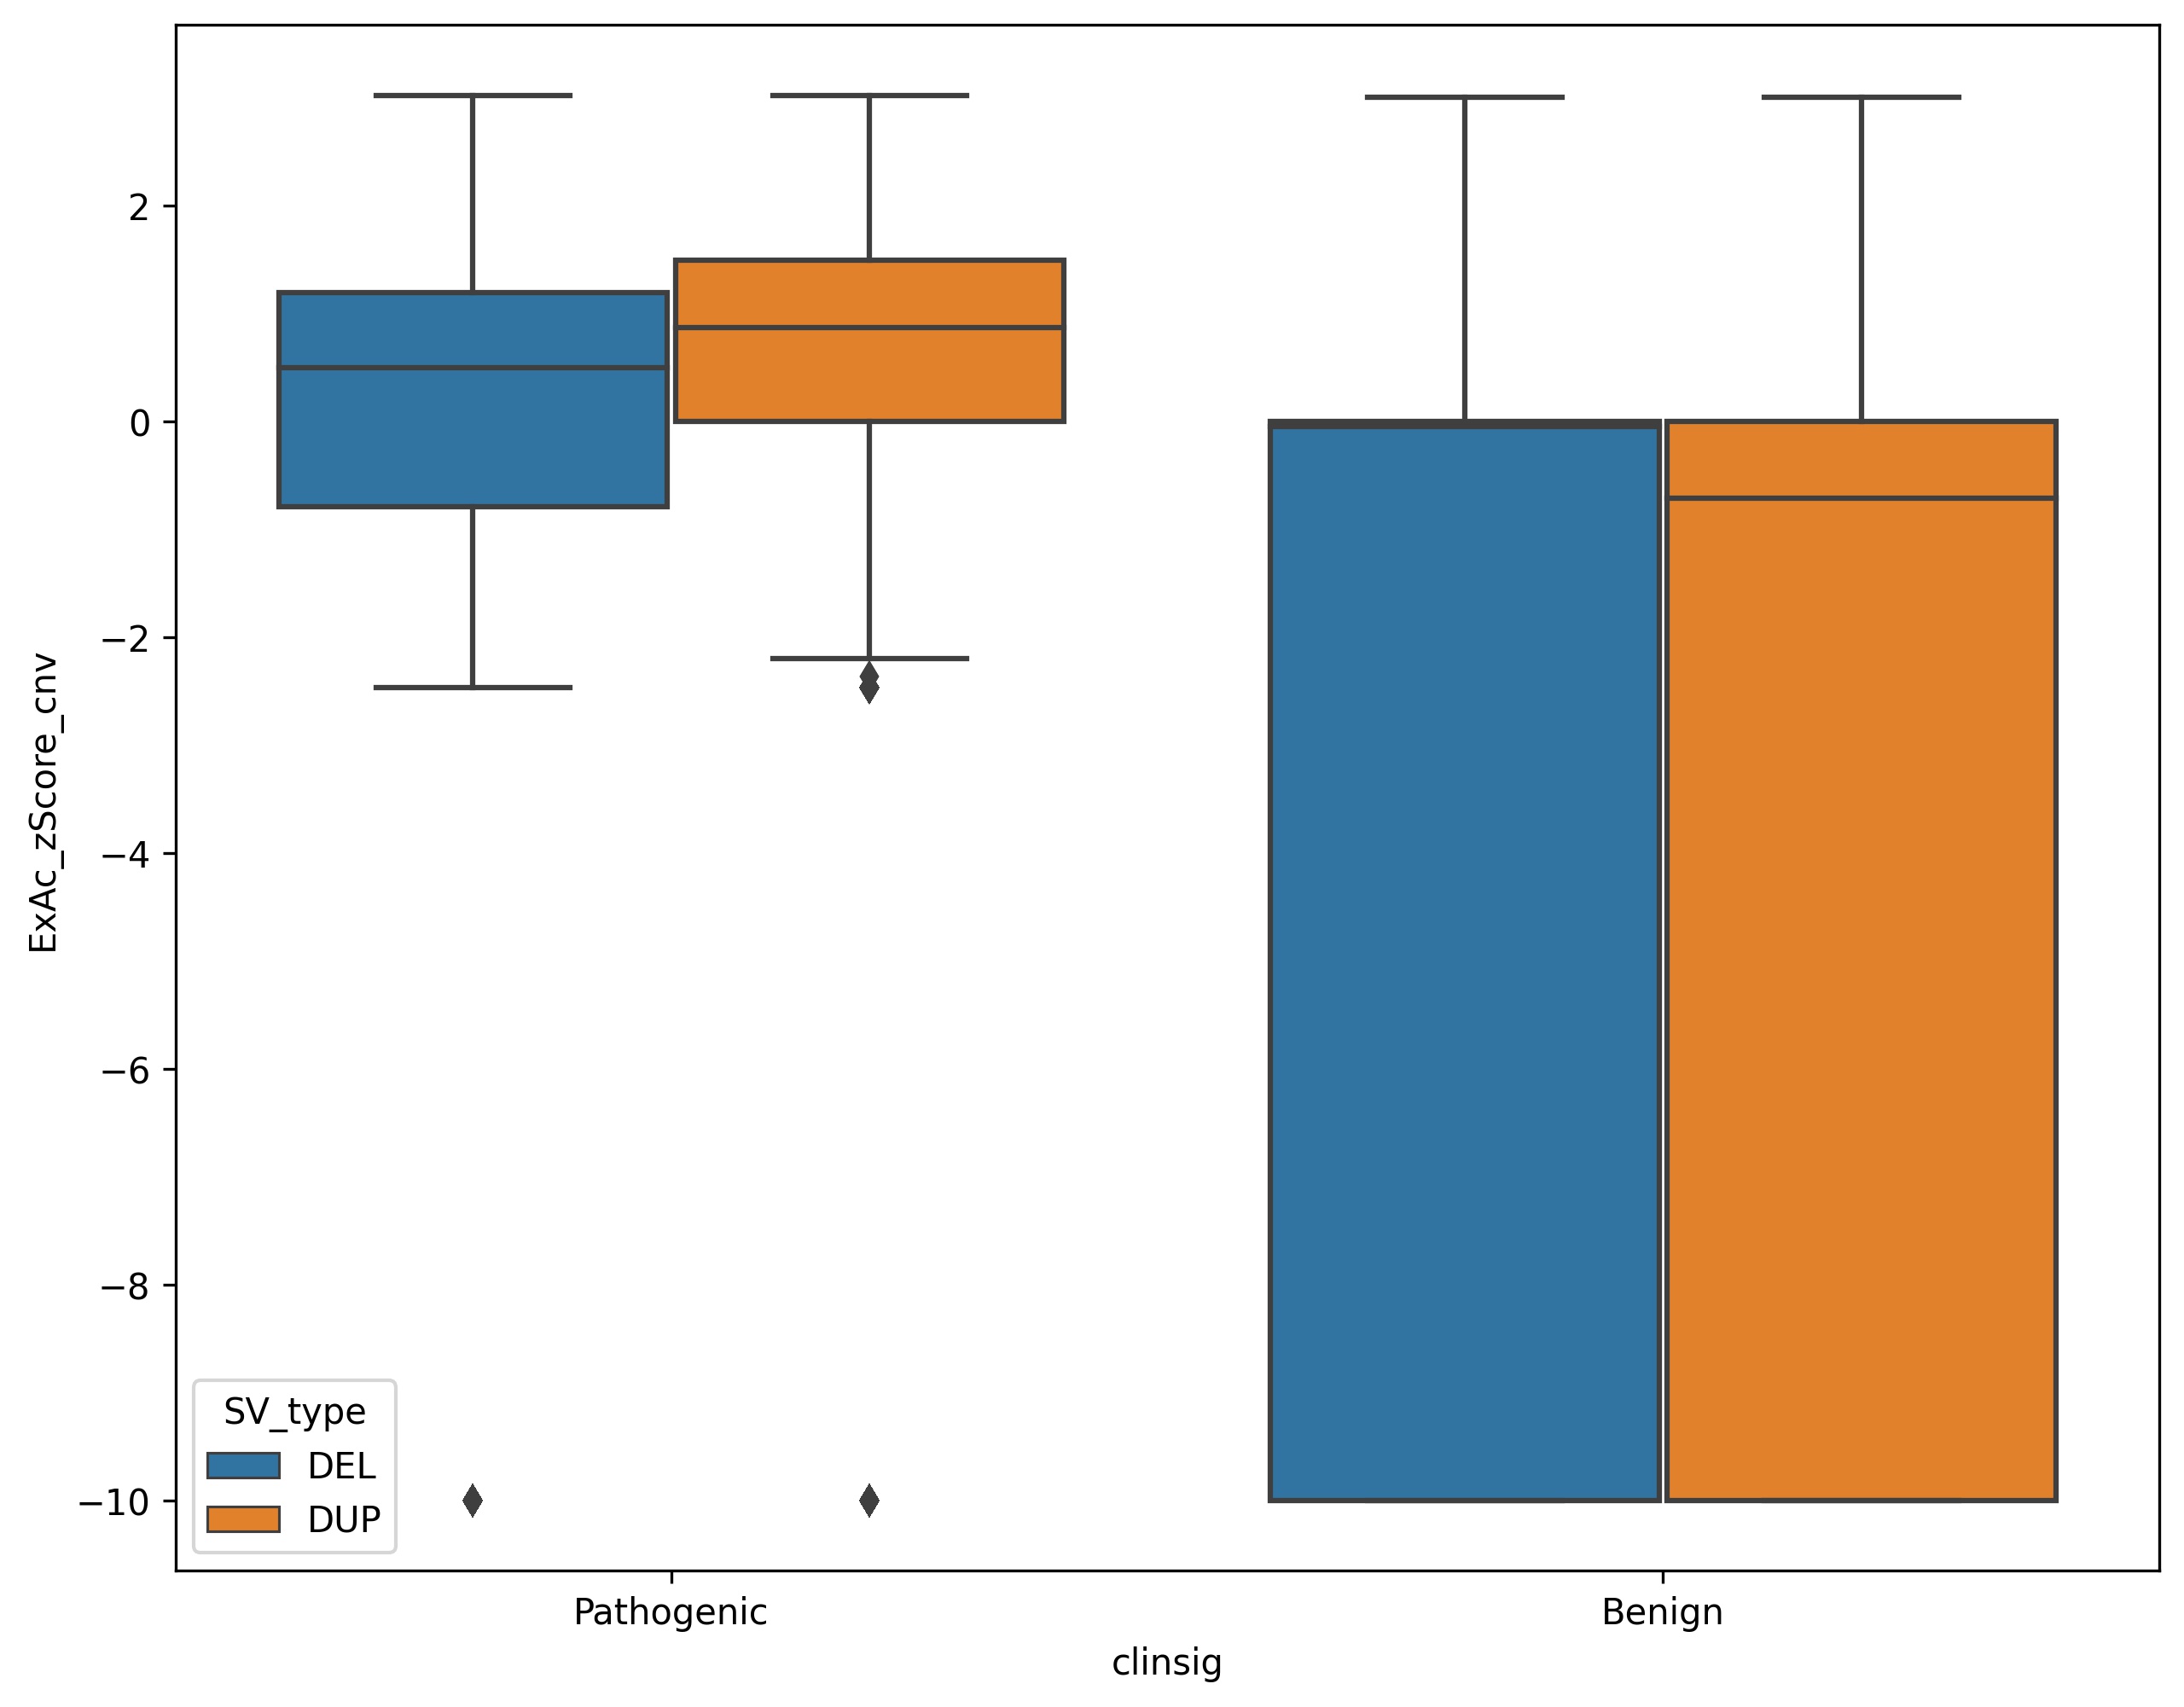 ExAc_zScore_cnv
2
0
−2
−4
−6
−8
−10
SV_type
DEL
DUP
Pathogenic
Benign
clinsig